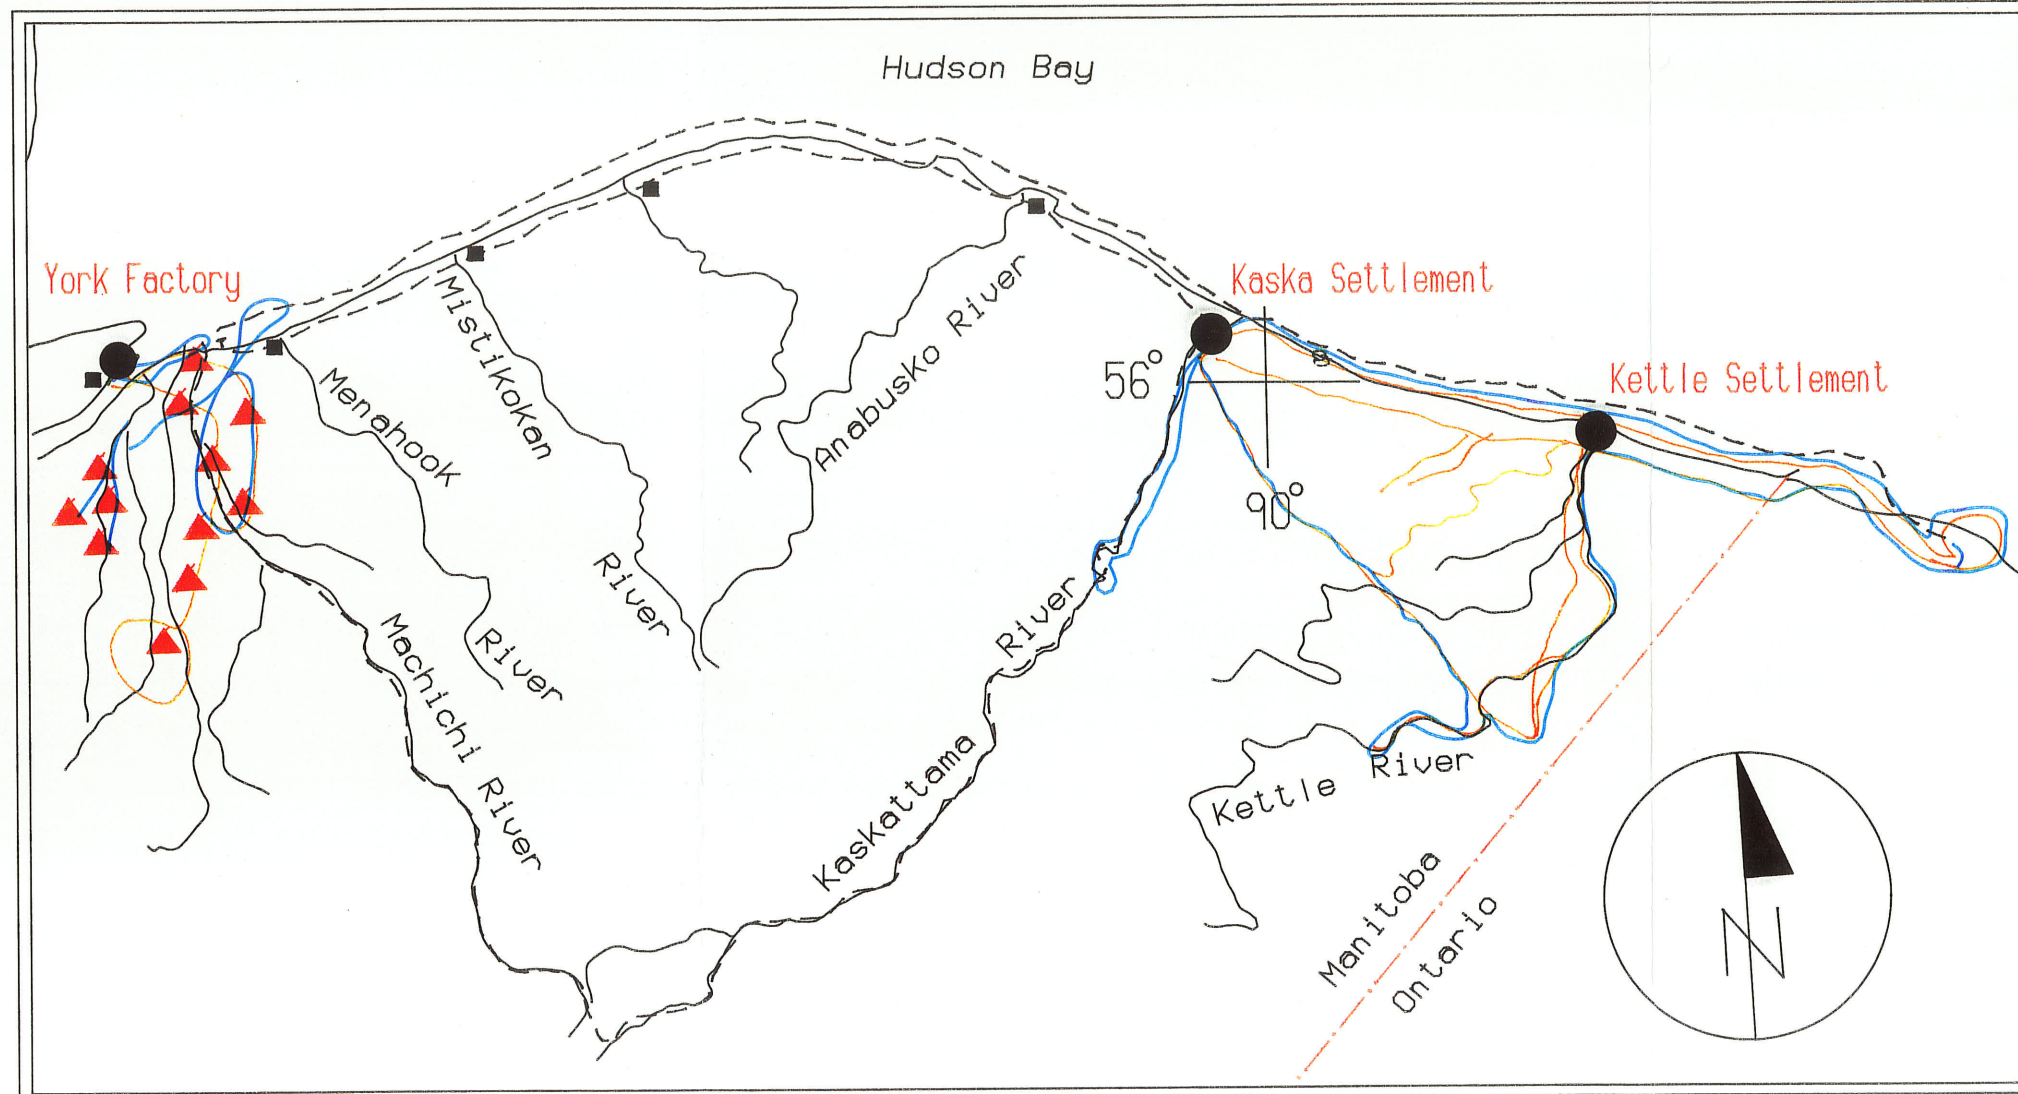 Hudson Bay
York Factory
Kaska Settlement
Kettle Settlement
56°
90°
Mistikokan
River
Menahook
River
Anabusko River
Machichi River
Kaskattama
River
Kettle
River
Manitoba
Ontario
N